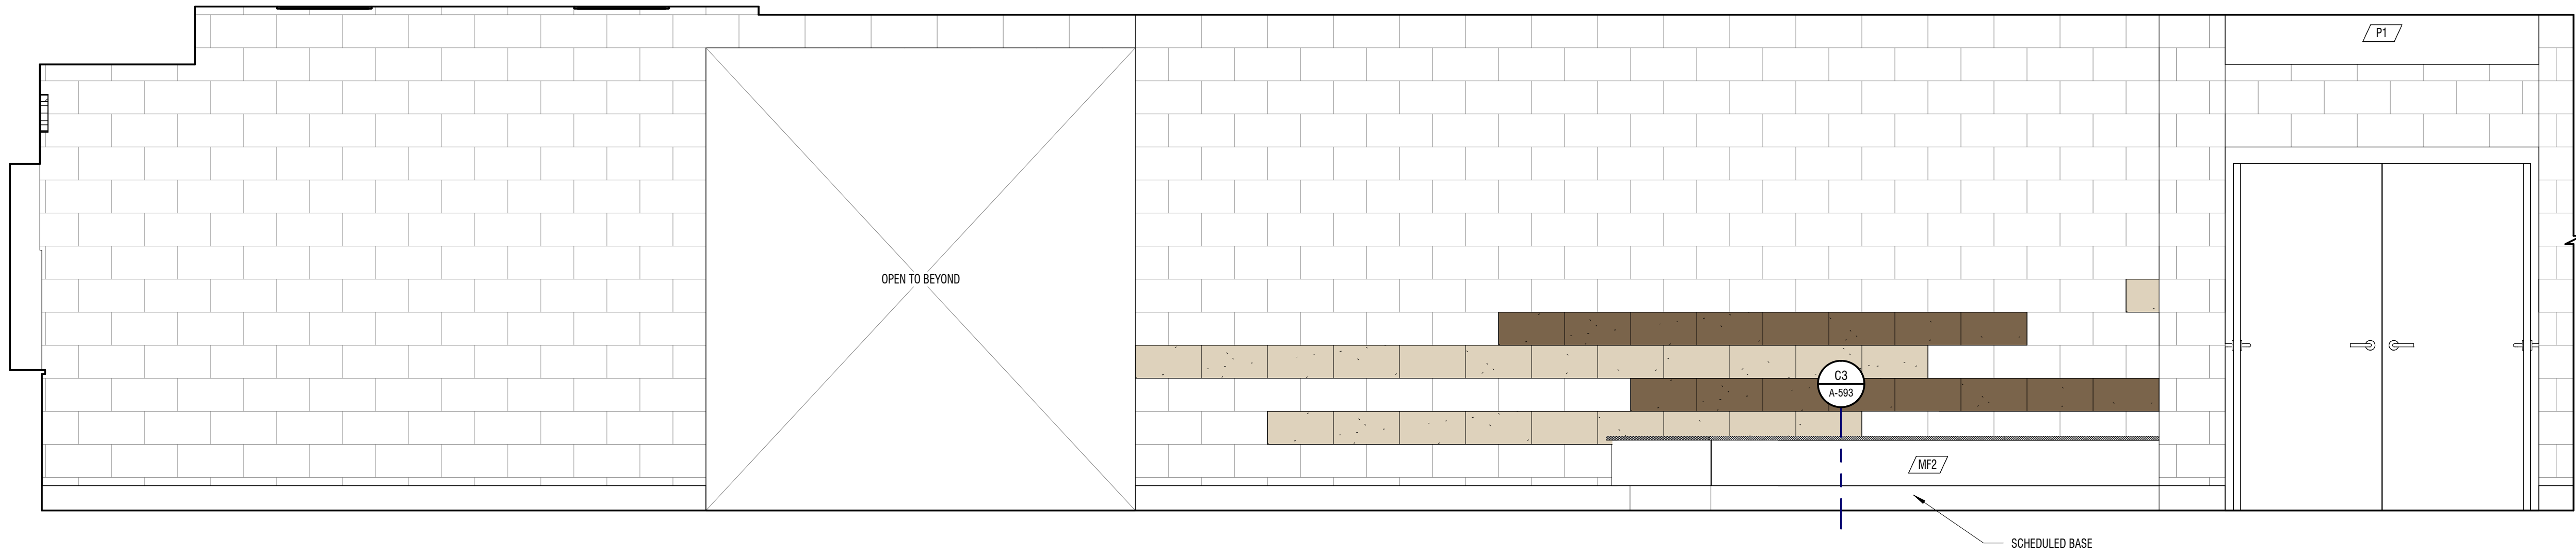 P1
OPEN TO BEYOND
C3
A-593
MF2
SCHEDULED BASE